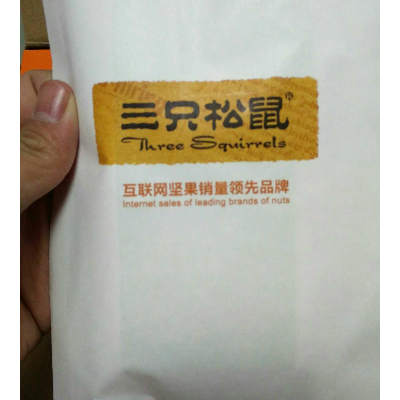 三只松鼠®
Three Squirrels
互联网坚果销量领先品牌
Internet sales of leading brands of nuts